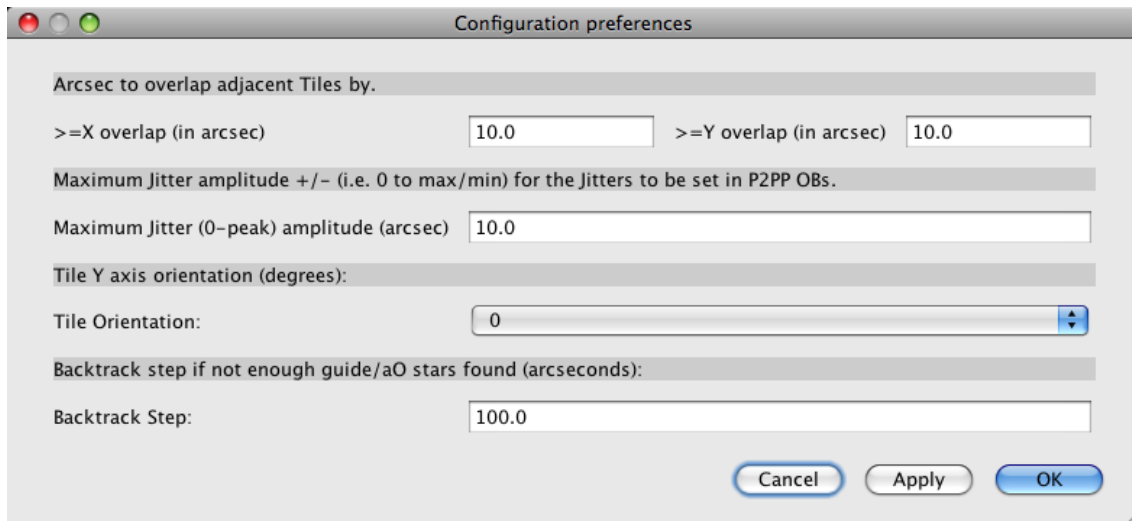 Configuration preferences
Arcsec to overlap adjacent Tiles by.
>=X overlap (in arcsec) 10.0 >=Y overlap (in arcsec) 10.0
Maximum Jitter amplitude +/- (i.e. 0 to max/min) for the Jitters to be set in P2PP OBs.
Maximum Jitter (0-peak) amplitude (arcsec) 10.0
Tile Y axis orientation (degrees):
Tile Orientation: 0
Backtrack step if not enough guide/aO stars found (arcseconds):
Backtrack Step: 100.0
Cancel Apply OK